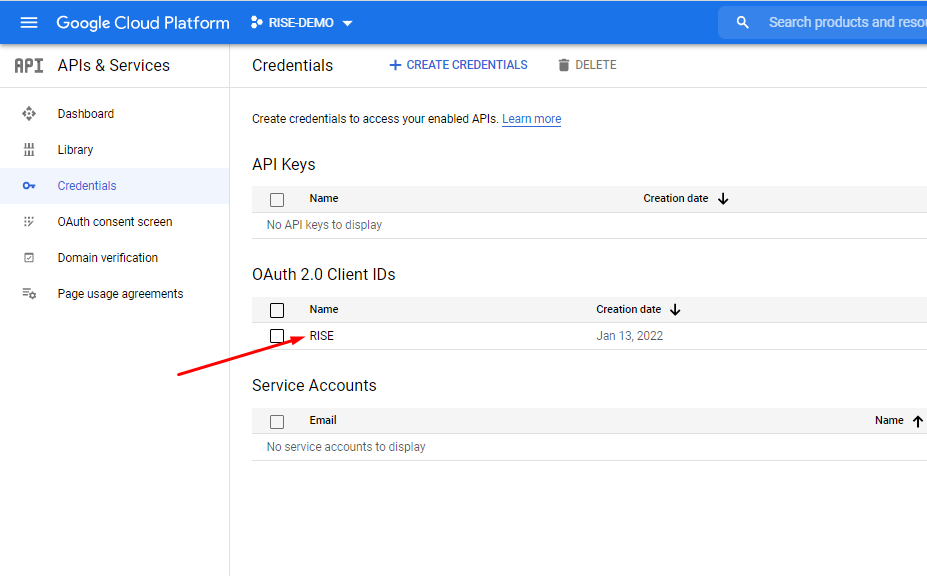 Google Cloud Platform RISE-DEMO Search products and resou
API APIs & Services Credentials CREATE CREDENTIALS DELETE
Dashboard
Library
Credentials
OAuth consent screen
Domain verification
Page usage agreements
Create credentials to access your enabled APIs. Learn more
API Keys
Name Creation date
No API keys to display
OAuth 2.0 Client IDs
Name Creation date
RISE Jan 13, 2022
Service Accounts
Email Name
No service accounts to display